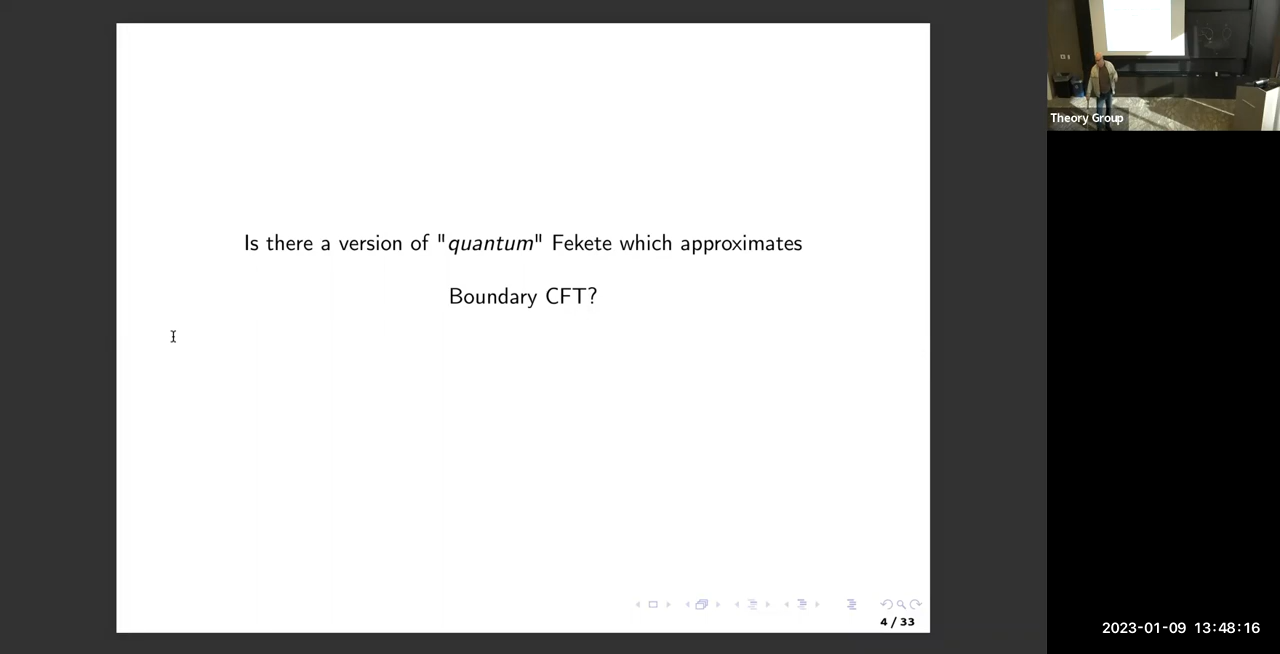 Is there a version of "quantum" Fekete which approximates
Boundary CFT?
4 / 33
Theory Group
2023-01-09 13:48:16